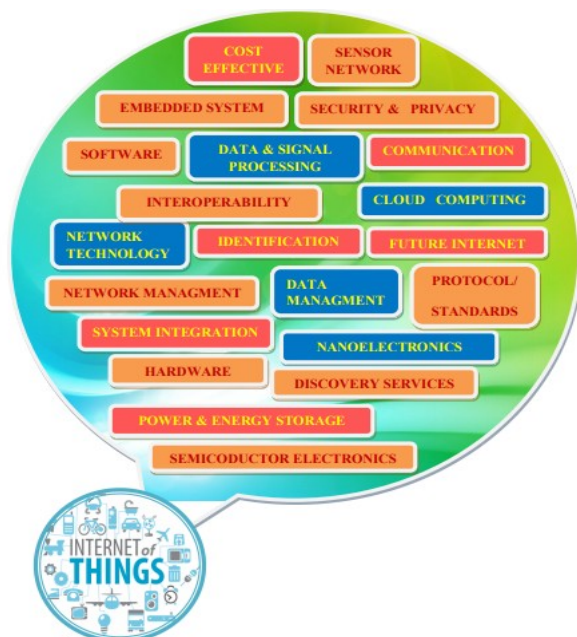 COST
EFFECTIVE
SENSOR
NETWORK
EMBEDDED SYSTEM
SECURITY & PRIVACY
SOFTWARE
DATA & SIGNAL
PROCESSING
COMMUNICATION
INTEROPERABILITY
CLOUD COMPUTING
NETWORK
TECHNOLOGY
IDENTIFICATION
FUTURE INTERNET
NETWORK MANAGMENT
DATA
MANAGMENT
PROTOCOL/
STANDARDS
SYSTEM INTEGRATION
NANOELECTRONICS
HARDWARE
DISCOVERY SERVICES
POWER & ENERGY STORAGE
SEMICODUCTOR ELECTRONICS
INTERNET of
THINGS